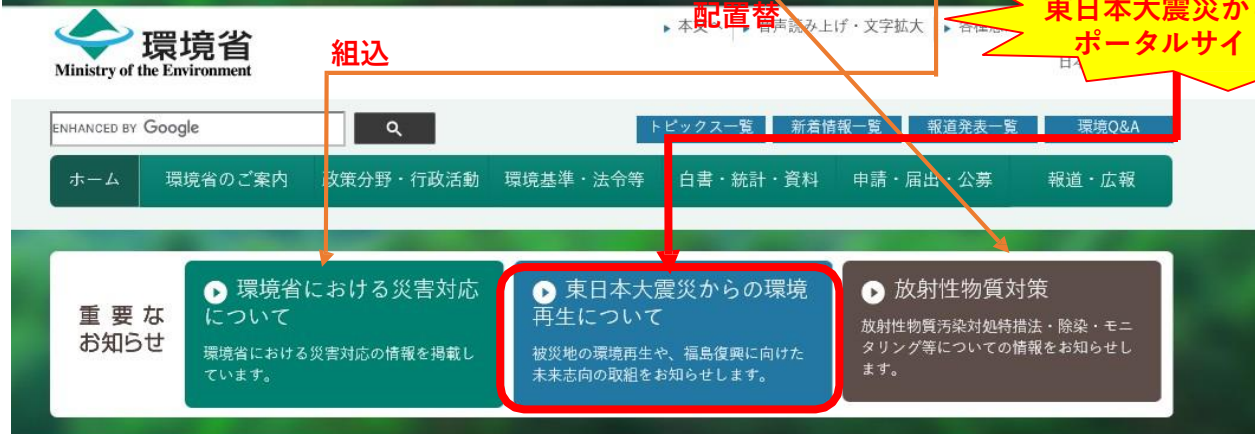 配置替
東日本大震災か
ポータルサイ
環境省
Ministry of the Environment
組込
音声読み上げ・文字拡大
ENHANCED BY Google
トピックス一覧
新着情報一覧
報道発表一覧
環境Q&A
ホーム
環境省のご案内
政策分野・行政活動
環境基準・法令等
白書・統計・資料
申請・届出・公募
報道・広報
重要な
お知らせ
環境省における災害対応
について
環境省における災害対応の情報を掲載し
ています。
東日本大震災からの環境
再生について
被災地の環境再生や、福島復興に向けた
未来志向の取組をお知らせします。
放射性物質対策
放射性物質汚染対処特措法・除染・モニ
タリング等についての情報をお知らせし
ます。